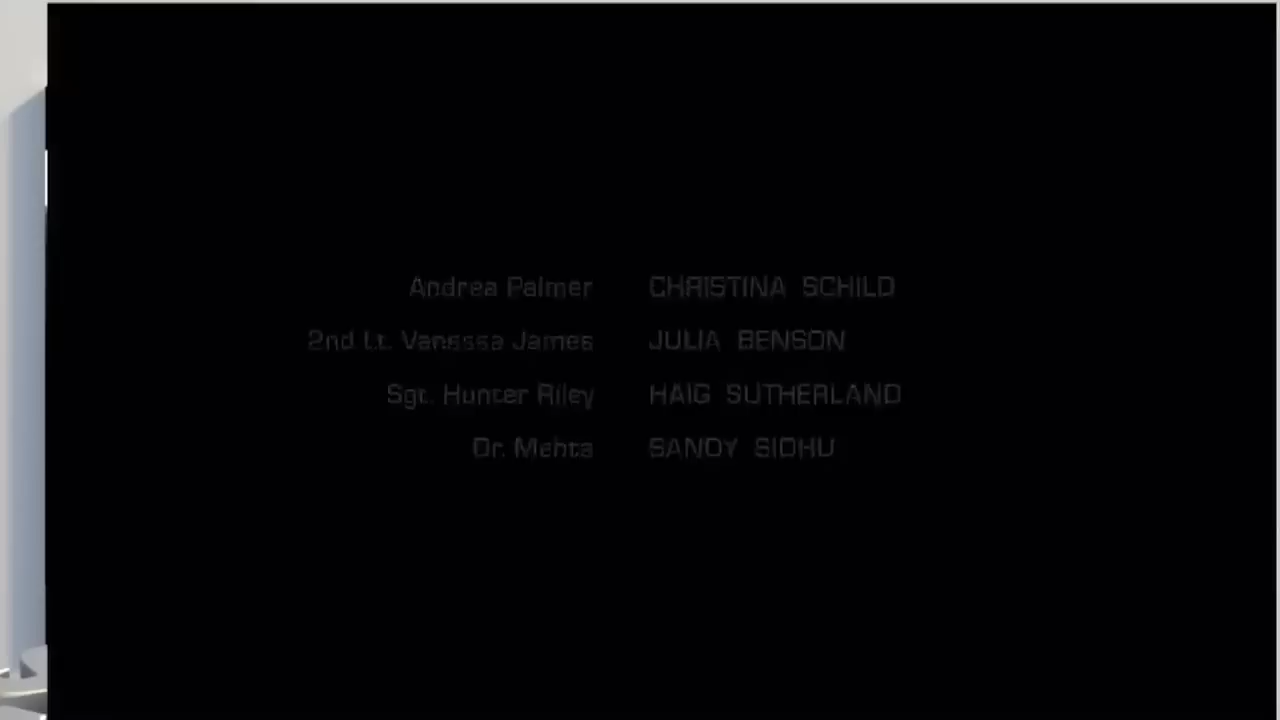 Andrea Palmer CHRISTINA SCHILD
2nd Lt. Vanessa James JULIA BENSON
Sgt. Hunter Riley HAIG SUTHERLAND
Dr. Mehta SANDY SIDHU